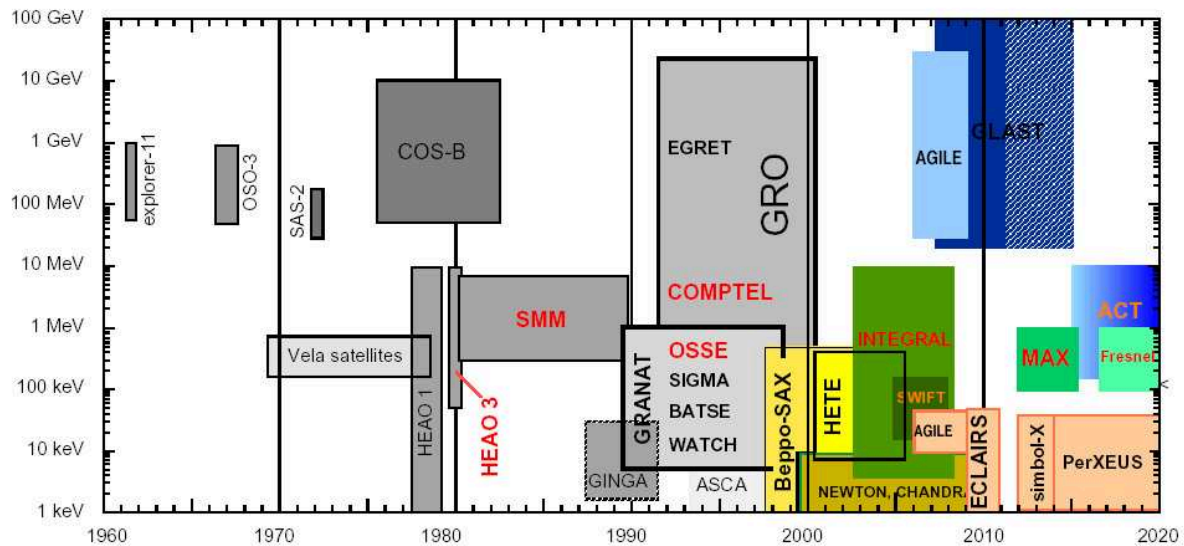 100 GeV
10 GeV
1 GeV
100 MeV
10 MeV
1 MeV
100 keV
10 keV
1 keV
explorer-11
OSO-3
SAS-2
COS-B
Vela satellites
HEAO 1
HEAO 3
SMM
EGRET
GRO
COMPTEL
GRANAT
OSSE
SIGMA
BATSE
WATCH
GINGA
ASCA
Beppo-SAX
HETE
INTEGRAL
SWIFT
AGILE
NEWTON, CHANDRA
AGILE
GLAST
ECLAIRS
ACT
MAX
Fresnel
<
simbol-X
PerXEUS
1960
1970
1980
1990
2000
2010
2020